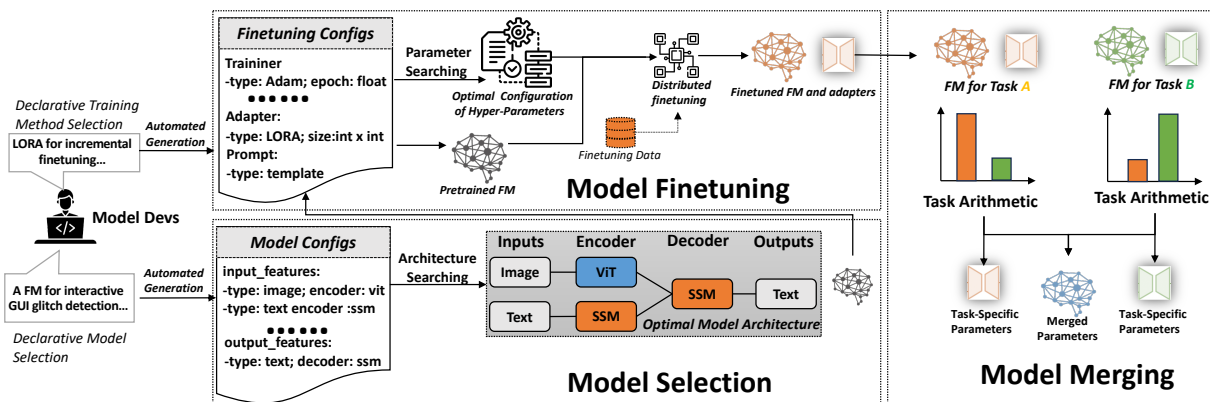 Finetuning Configs
Traininer
-type: Adam; epoch: float
Adapter:
-type: LORA; size:int x int
Prompt:
-type: template
Parameter
Searching
Optimal Configuration
of Hyper-Parameters
Pretrained FM
Distributed
finetuning
Finetuning Data
Finetuned FM and adapters
Model Finetuning
Declarative Training
Method Selection
LORA for incremental
finetuning...
Automated
Generation
Model Devs
</>
A FM for interactive
GUI glitch detection...
Declarative Model
Selection
Automated
Generation
Model Configs
input_features:
-type: image; encoder: vit
-type: text encoder :ssm
output_features:
-type: text; decoder: ssm
Architecture
Searching
Inputs Encoder Decoder Outputs
Image ViT
SSM Text
Text SSM
Optimal Model Architecture
Model Selection
FM for Task A
FM for Task B
Task Arithmetic
Task Arithmetic
Task-Specific
Parameters
Merged
Parameters
Task-Specific
Parameters
Model Merging